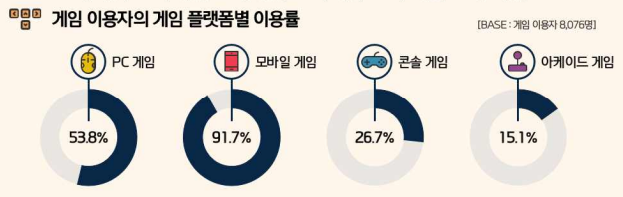 게임 이용자의 게임 플랫폼별 이용률
[BASE : 게임 이용자 8,076명]
PC 게임
모바일 게임
콘솔 게임
아케이드 게임
53.8%
91.7%
26.7%
15.1%